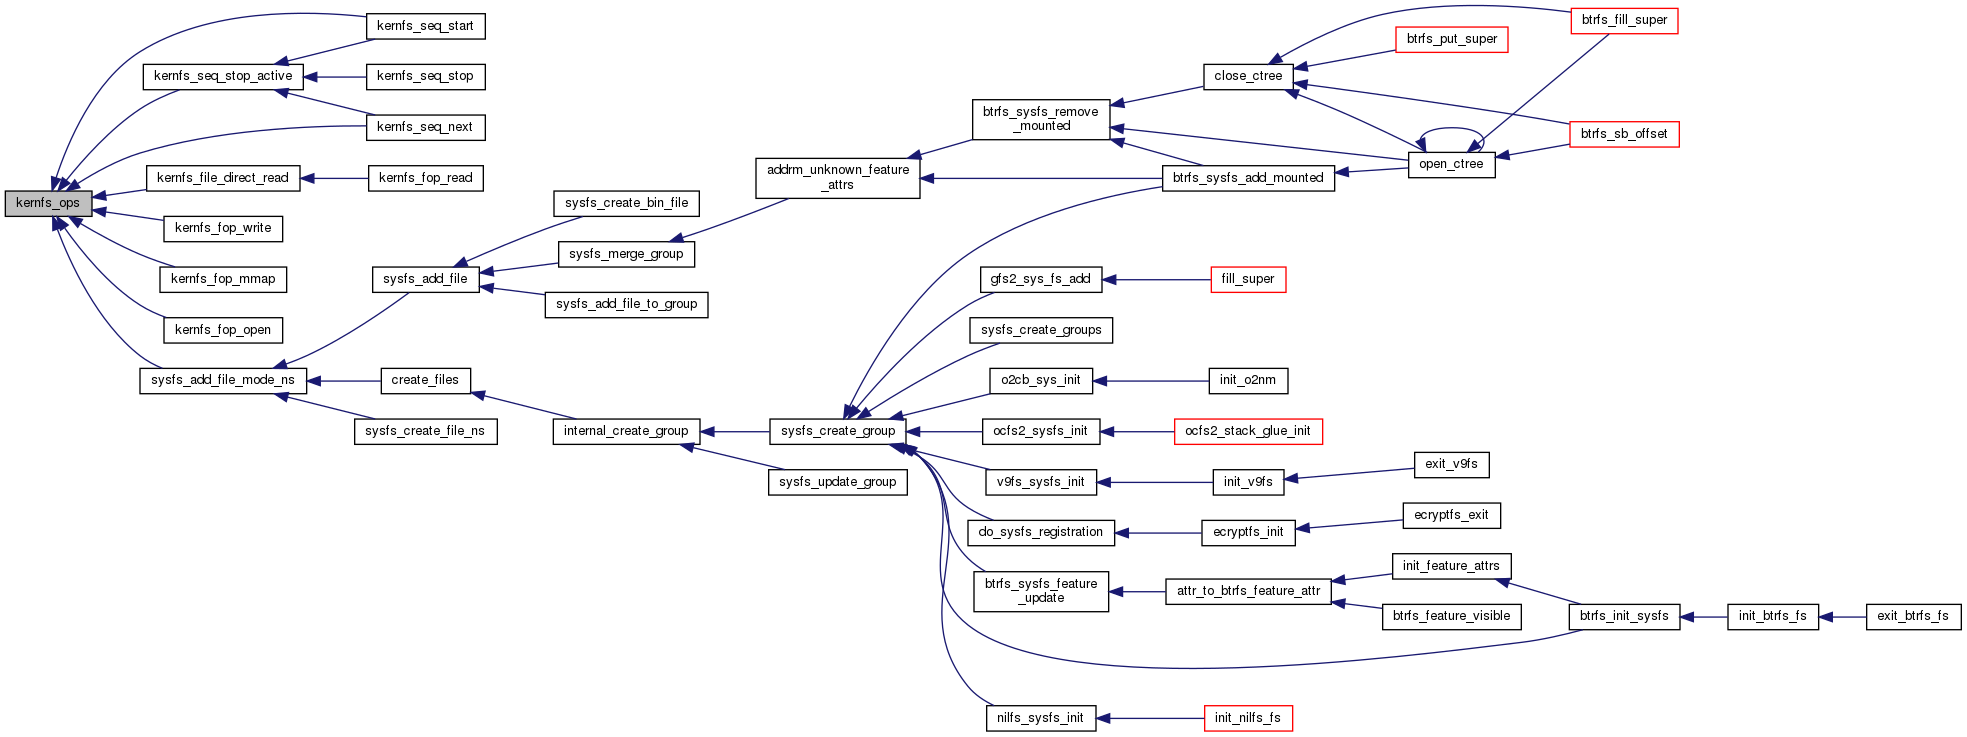 kernfs_ops
kernfs_seq_start
kernfs_seq_stop_active
kernfs_seq_stop
kernfs_seq_next
kernfs_file_direct_read
kernfs_fop_read
kernfs_fop_write
kernfs_fop_mmap
kernfs_fop_open
sysfs_add_file_mode_ns
sysfs_add_file
create_files
sysfs_create_file_ns
sysfs_create_bin_file
sysfs_merge_group
sysfs_add_file_to_group
internal_create_group
addrm_unknown_feature
_attrs
sysfs_create_group
sysfs_update_group
btrfs_sysfs_remove
_mounted
btrfs_sysfs_add_mounted
close_ctree
open_ctree
btrfs_put_super
btrfs_fill_super
btrfs_sb_offset
gfs2_sys_fs_add
fill_super
sysfs_create_groups
o2cb_sys_init
init_o2nm
ocfs2_sysfs_init
ocfs2_stack_glue_init
v9fs_sysfs_init
init_v9fs
exit_v9fs
do_sysfs_registration
ecryptfs_init
ecryptfs_exit
btrfs_sysfs_feature
_update
attr_to_btrfs_feature_attr
init_feature_attrs
btrfs_feature_visible
btrfs_init_sysfs
init_btrfs_fs
exit_btrfs_fs
nilfs_sysfs_init
init_nilfs_fs